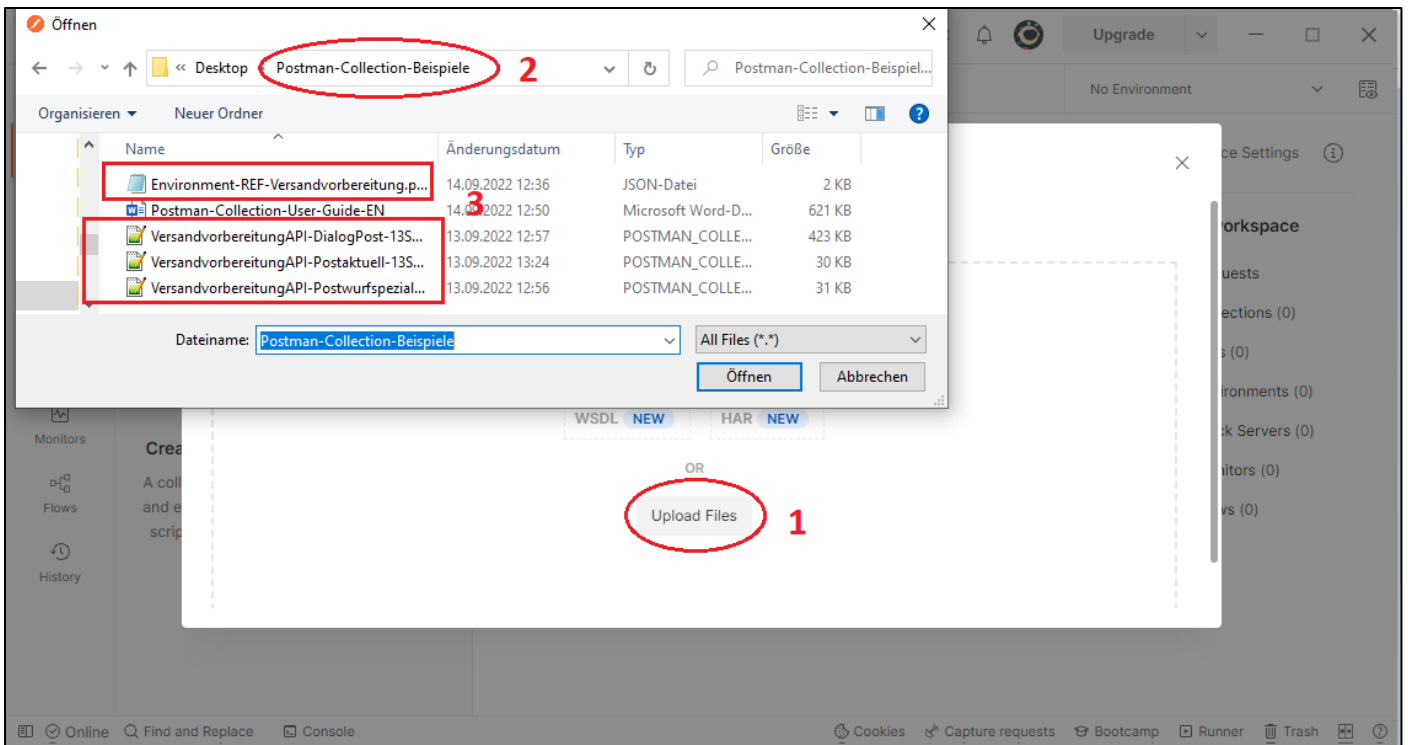 Öffnen
Upgrade
« Desktop Postman-Collection-Beispiele 2
Postman-Collection-Beispiel...
No Environment
Organisieren Neuer Ordner
Name Änderungsdatum Typ Größe
Environment-REF-Versandvorbereitung.p... 14.09.2022 12:36 JSON-Datei 2 KB
3
Postman-Collection-User-Guide-EN 14.09.2022 12:50 Microsoft Word-D... 621 KB
VersandvorbereitungAPI-DialogPost-13S... 13.09.2022 12:57 POSTMAN_COLLE... 423 KB
VersandvorbereitungAPI-Postaktuell-13S... 13.09.2022 13:24 POSTMAN_COLLE... 30 KB
VersandvorbereitungAPI-Postwurfspezial... 13.09.2022 12:56 POSTMAN_COLLE... 31 KB
Dateiname: Postman-Collection-Beispiele All Files (*.*)
Öffnen Abbrechen
ce Settings
orkspace
uests
ections (0)
s (0)
ironments (0)
ck Servers (0)
nitors (0)
ws (0)
WSDL NEW HAR NEW
OR
Upload Files 1
Monitors
Flows
History
Crea
A coll
and e
scrip
Online Find and Replace Console Cookies Capture requests Bootcamp Runner Trash